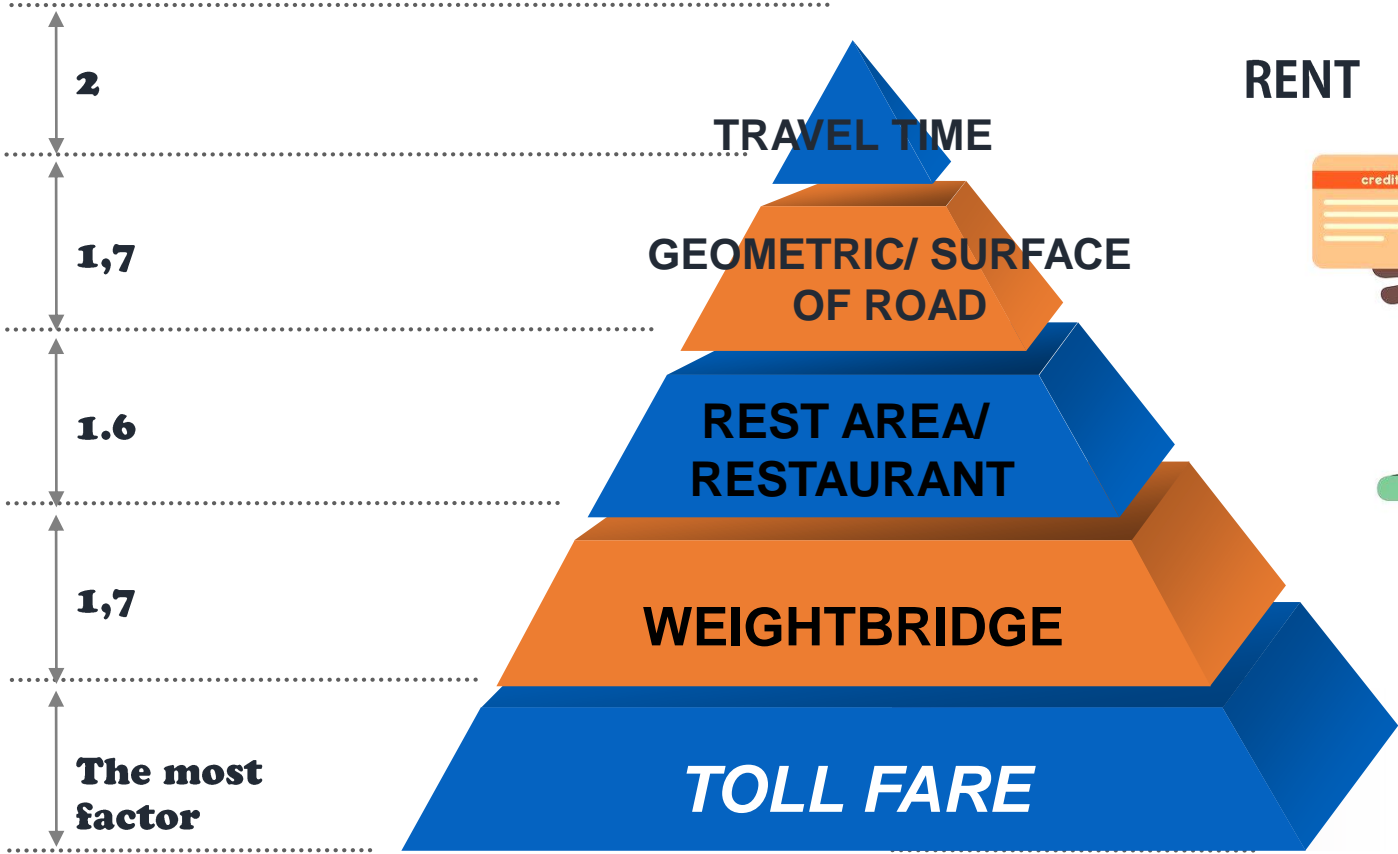 2
RENT
TRAVEL TIME
credit
1,7
GEOMETRIC/ SURFACE
OF ROAD
1.6
REST AREA/
RESTAURANT
1,7
WEIGHTBRIDGE
The most
factor
TOLL FARE